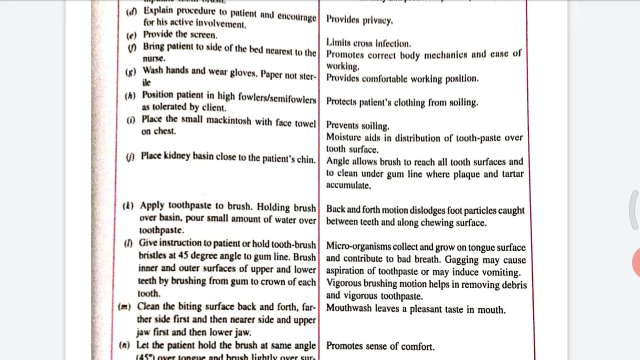 (d) Explain procedure to patient and encourage
for his active involvement.
(e) Provide the screen.
(f) Bring patient to side of the bed nearest to the
nurse.
(g) Wash hands and wear gloves. Paper not ster-
ile
(h) Position patient in high fowlers/semifowlers
as tolerated by client.
(i) Place the small mackintosh with face towel
on chest.
(j) Place kidney basin close to the patient's chin.
(k) Apply toothpaste to brush. Holding brush
over basin, pour small amount of water over
toothpaste.
(l) Give instruction to patient or hold tooth-brush
bristles at 45 degree angle to gum line. Brush
inner and outer surfaces of upper and lower
teeth by brushing from gum to crown of each
tooth.
(m) Clean the biting surface back and forth, far-
ther side first and then nearer side and upper
jaw first and then lower jaw.
(n) Let the patient hold the brush at same angle
(45°) over tongue and brush lightly over sur-
Provides privacy.
Limits cross infection.
Promotes correct body mechanics and ease of
working.
Provides comfortable working position.
Protects patient's clothing from soiling.
Prevents soiling.
Moisture aids in distribution of tooth-paste over
tooth surface.
Angle allows brush to reach all tooth surfaces and
to clean under gum line where plaque and tartar
accumulate.
Back and forth motion dislodges foot particles caught
between teeth and along chewing surface.
Micro-organisms collect and grow on tongue surface
and contribute to bad breath. Gagging may cause
aspiration of toothpaste or may induce vomiting.
Vigorous brushing motion helps in removing debris
and vigorous toothpaste.
Mouthwash leaves a pleasant taste in mouth.
Promotes sense of comfort.